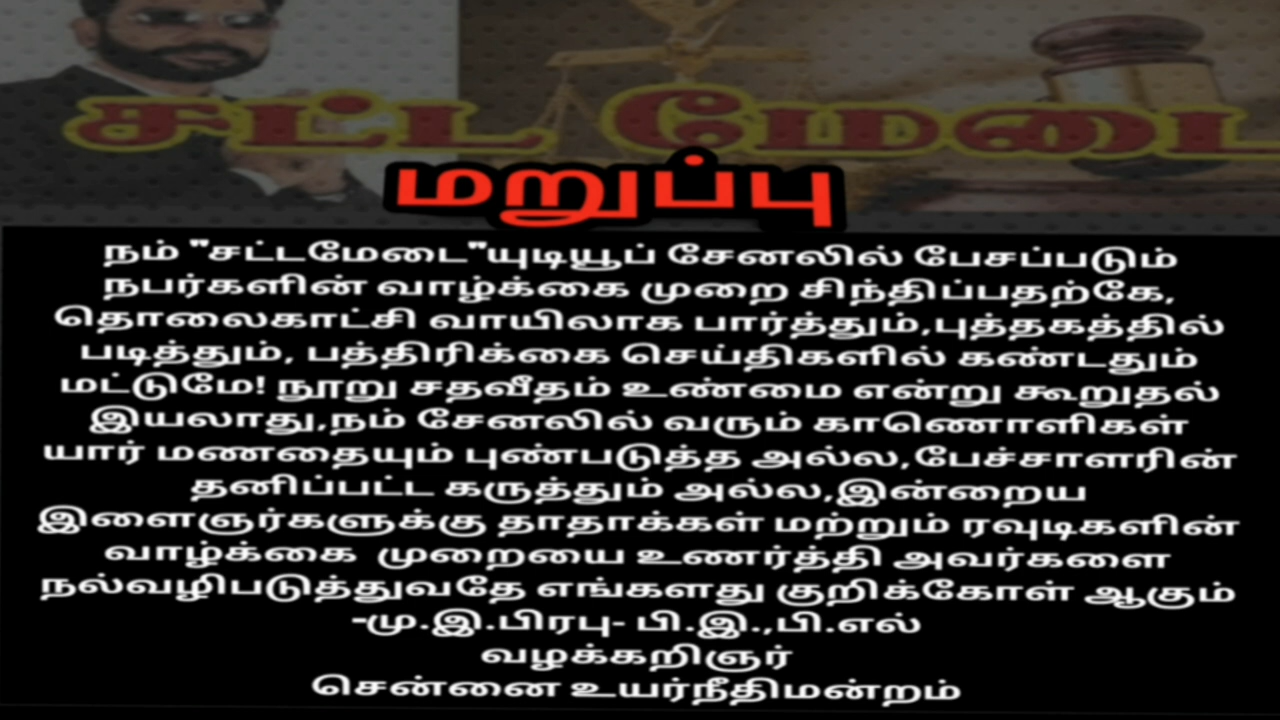 சட்ட மேடை
மறுப்பு
நம் "சட்டமேடை"யுடியூப் சேனலில் பேசப்படும்
நபர்களின் வாழ்க்கை முறை சிந்திப்பதற்கே,
தொலைகாட்சி வாயிலாக பார்த்தும்,புத்தகத்தில்
படித்தும், பத்திரிக்கை செய்திகளில் கண்டதும்
மட்டுமே! நூறு சதவீதம் உண்மை என்று கூறுதல்
இயலாது,நம் சேனலில் வரும் காணொளிகள்
யார் மணதையும் புண்படுத்த அல்ல,பேச்சாளரின்
தனிப்பட்ட கருத்தும் அல்ல,இன்றைய
இளைஞர்களுக்கு தாதாக்கள் மற்றும் ரவுடிகளின்
வாழ்க்கை முறையை உணர்த்தி அவர்களை
நல்வழிபடுத்துவதே எங்களது குறிக்கோள் ஆகும்
-மு.இ.பிரபு- பி.இ.,பி.எல்
வழக்கறிஞர்
சென்னை உயர்நீதிமன்றம்